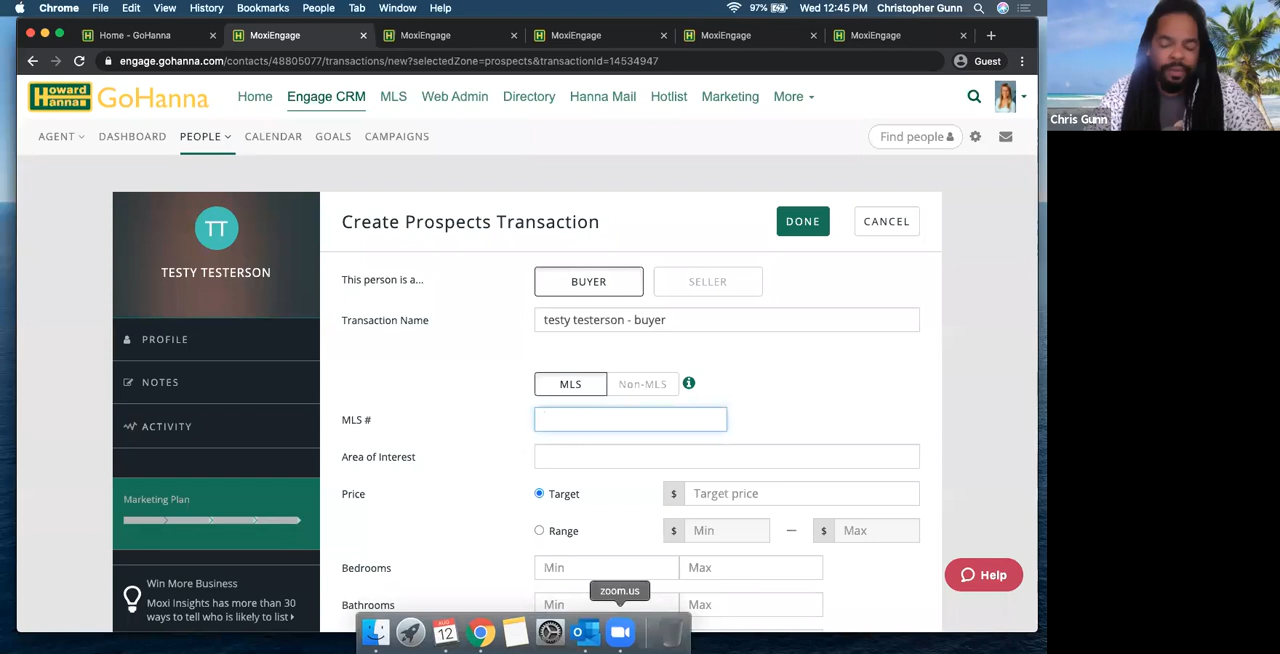 Chrome File Edit View History Bookmarks People Tab Window Help 97% Wed 12:45 PM Christopher Gunn
Home - GoHanna MoxiEngage MoxiEngage MoxiEngage MoxiEngage MoxiEngage
engage.gohanna.com/contacts/48805077/transactions/new?selectedZone=prospects&transactionid=14534947 Guest
Howard Hanna GoHanna Home Engage CRM MLS Web Admin Directory Hanna Mail Hotlist Marketing More
Chris Gunn
AGENT DASHBOARD PEOPLE CALENDAR GOALS CAMPAIGNS Find people
TT
TESTY TESTERSON
PROFILE
NOTES
ACTIVITY
Marketing Plan
Win More Business
Moxi Insights has more than 30
ways to tell who is likely to list
Create Prospects Transaction DONE CANCEL
This person is a... BUYER SELLER
Transaction Name testy testerson - buyer
MLS Non-MLS
MLS #
Area of Interest
Price Target $ Target price
Range $ Min — $ Max
Bedrooms Min Max
Bathrooms Min Max
Help
zoom.us
AUG
12